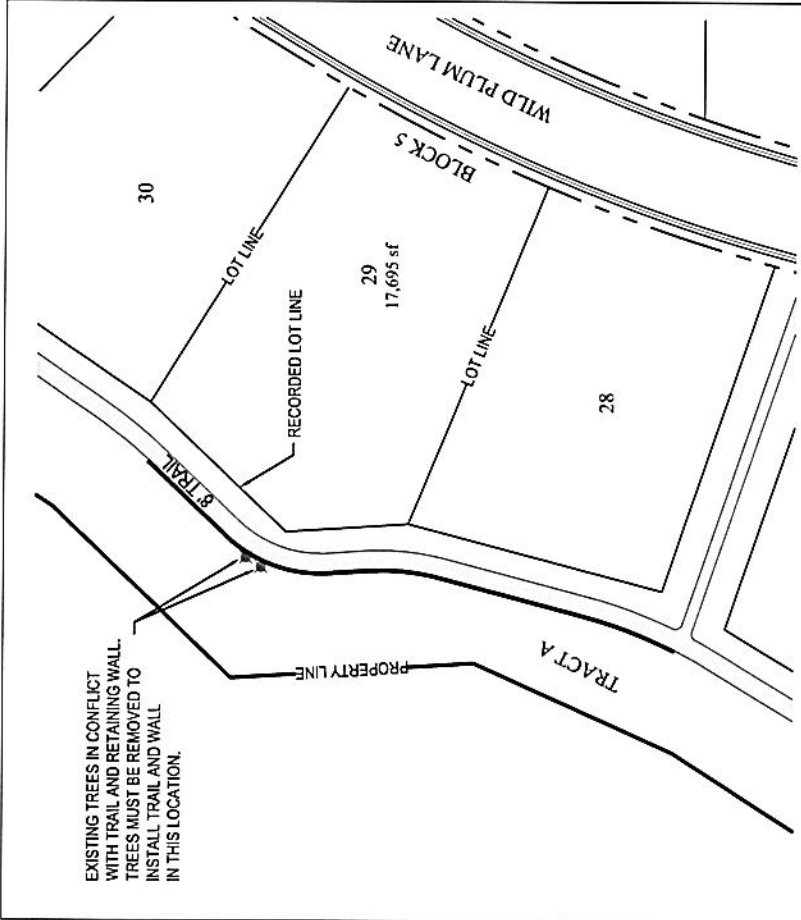 EXISTING TREES IN CONFLICT
WITH TRAIL AND RETAINING WALL.
TREES MUST BE REMOVED TO
INSTALL TRAIL AND WALL
IN THIS LOCATION.
30
WILD PLUM LANE
BLOCK 5
LOT LINE
29
17,695 sf
RECORDED LOT LINE
8' TRAIL
LOT LINE
28
PROPERTY LINE
TRACT A